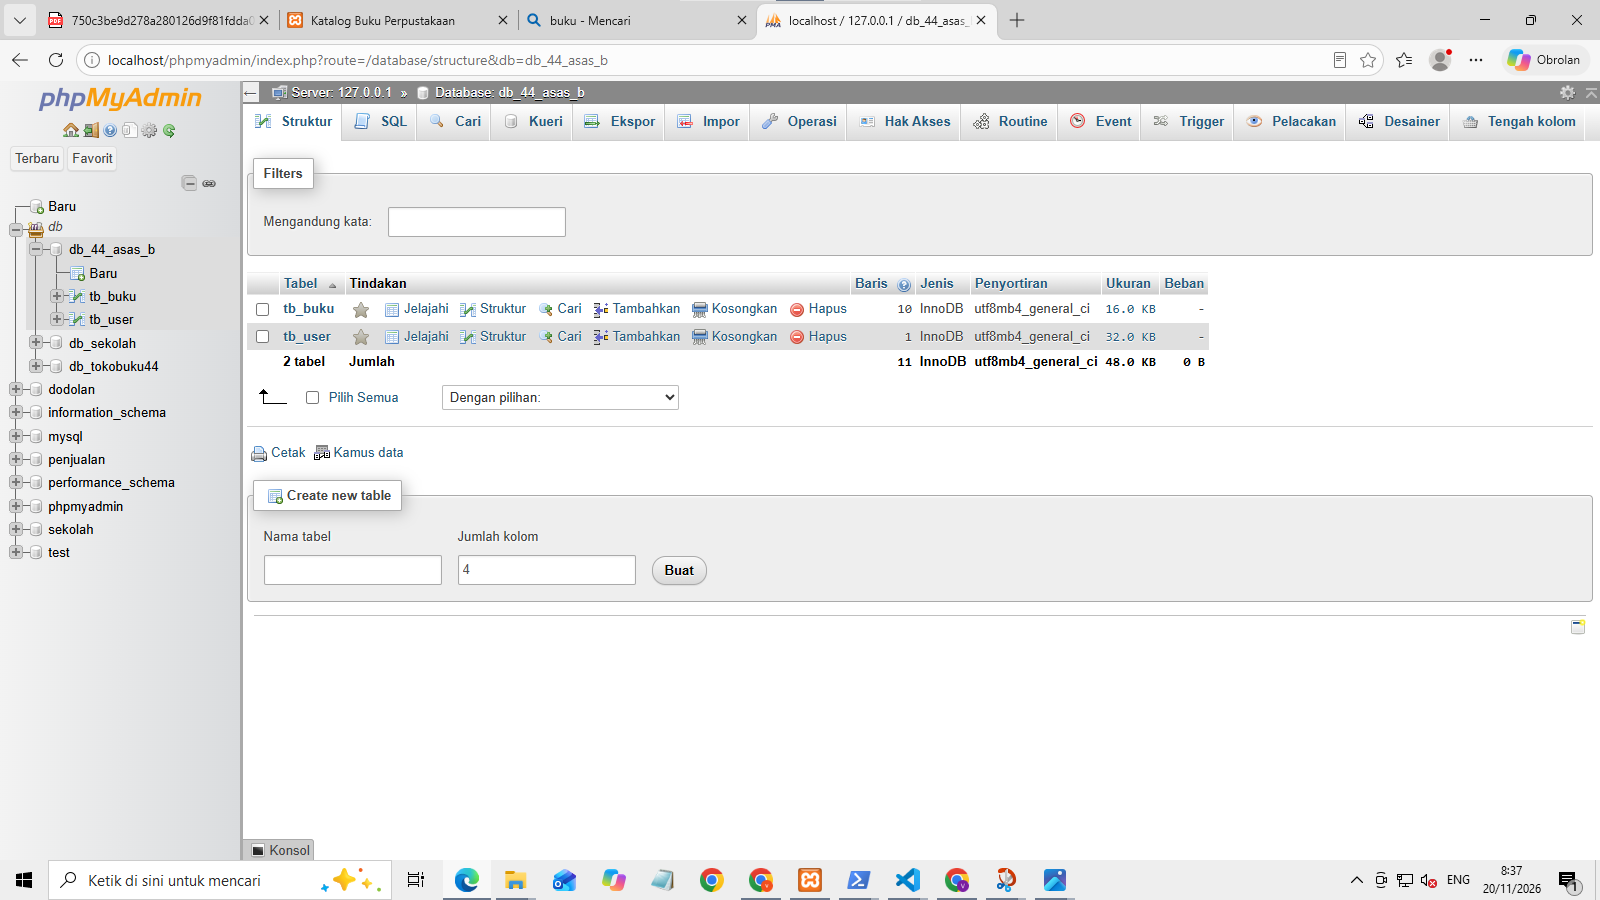 750c3be9d278a280126d9f81fdda0
Katalog Buku Perpustakaan
buku - Mencari
localhost / 127.0.0.1 / db_44_asas_
localhost/phpmyadmin/index.php?route=/database/structure&db=db_44_asas_b
Obrolan
phpMyAdmin
Terbaru
Favorit
Baru
db
db_44_asas_b
Baru
tb_buku
tb_user
db_sekolah
db_tokobuku44
dodolan
information_schema
mysql
penjualan
performance_schema
phpmyadmin
sekolah
test
Server: 127.0.0.1 » Database: db_44_asas_b
Struktur SQL Cari Kueri Ekspor Impor Operasi Hak Akses Routine Event Trigger Pelacakan Desainer Tengah kolom
Filters
Mengandung kata:
Tabel Tindakan Baris Jenis Penyortiran Ukuran Beban
tb_buku Jelajahi Struktur Cari Tambahkan Kosongkan Hapus 10 InnoDB utf8mb4_general_ci 16.0 KB -
tb_user Jelajahi Struktur Cari Tambahkan Kosongkan Hapus 1 InnoDB utf8mb4_general_ci 32.0 KB -
2 tabel Jumlah 11 InnoDB utf8mb4_general_ci 48.0 KB 0 B
Pilih Semua Dengan pilihan:
Cetak Kamus data
Create new table
Nama tabel Jumlah kolom
4 Buat
Konsol
Ketik di sini untuk mencari
ENG
8:37
20/11/2026
1